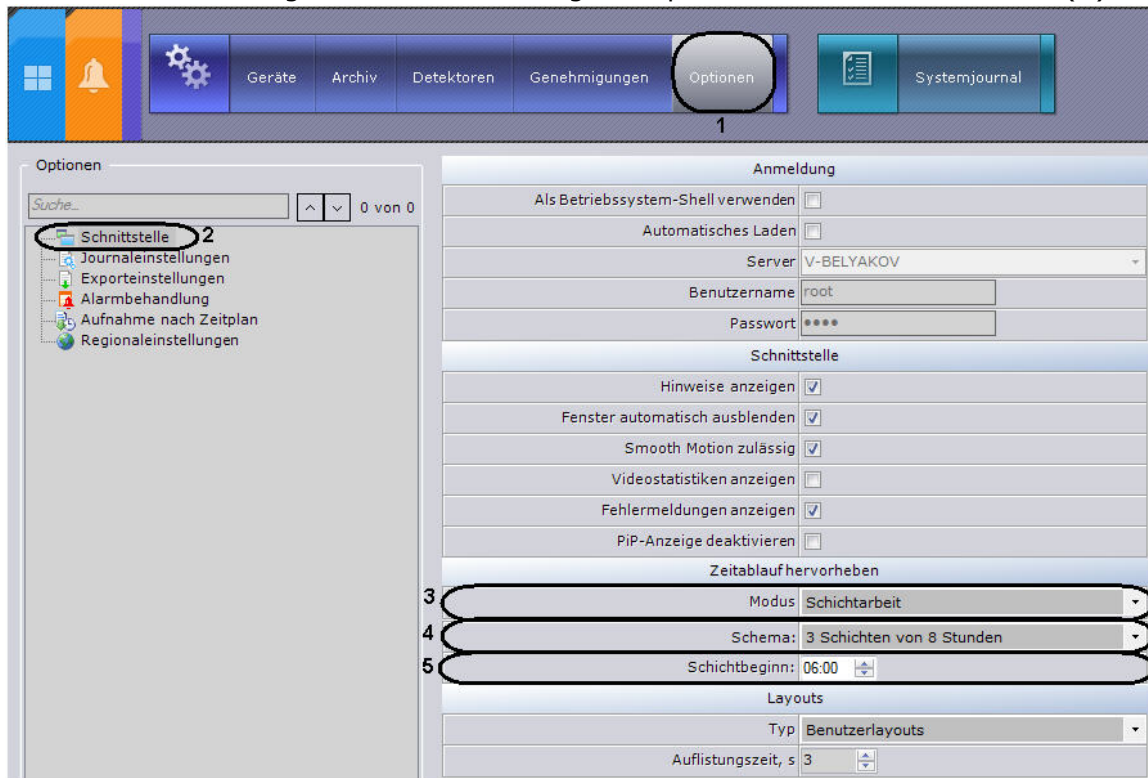 Geräte Archiv Detektoren Genehmigungen Optionen Systemjournal
1
Optionen
Suche... 0 von 0
Schnittstelle 2
Journaleinstellungen
Exporteinstellungen
Alarmbehandlung
Aufnahme nach Zeitplan
Regionaleinstellungen
Anmeldung
Als Betriebssystem-Shell verwenden
Automatisches Laden
Server V-BELYAKOV
Benutzername root
Passwort ••••
Schnittstelle
Hinweise anzeigen
Fenster automatisch ausblenden
Smooth Motion zulässig
Videostatistiken anzeigen
Fehlermeldungen anzeigen
PiP-Anzeige deaktivieren
Zeitablauf hervorheben
3 Modus Schichtarbeit
4 Schema: 3 Schichten von 8 Stunden
5 Schichtbeginn: 06:00
Layouts
Typ Benutzerlayouts
Auflistungszeit, s 3